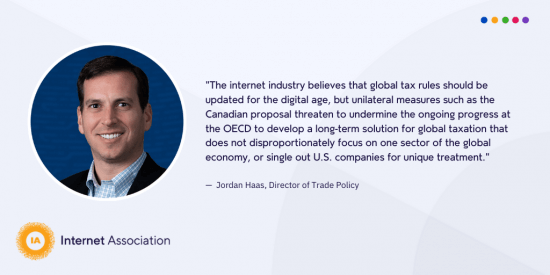 "The internet industry believes that global tax rules should be
updated for the digital age, but unilateral measures such as the
Canadian proposal threaten to undermine the ongoing progress at
the OECD to develop a long-term solution for global taxation that
does not disproportionately focus on one sector of the global
economy, or single out U.S. companies for unique treatment."
— Jordan Haas, Director of Trade Policy
IA
Internet Association